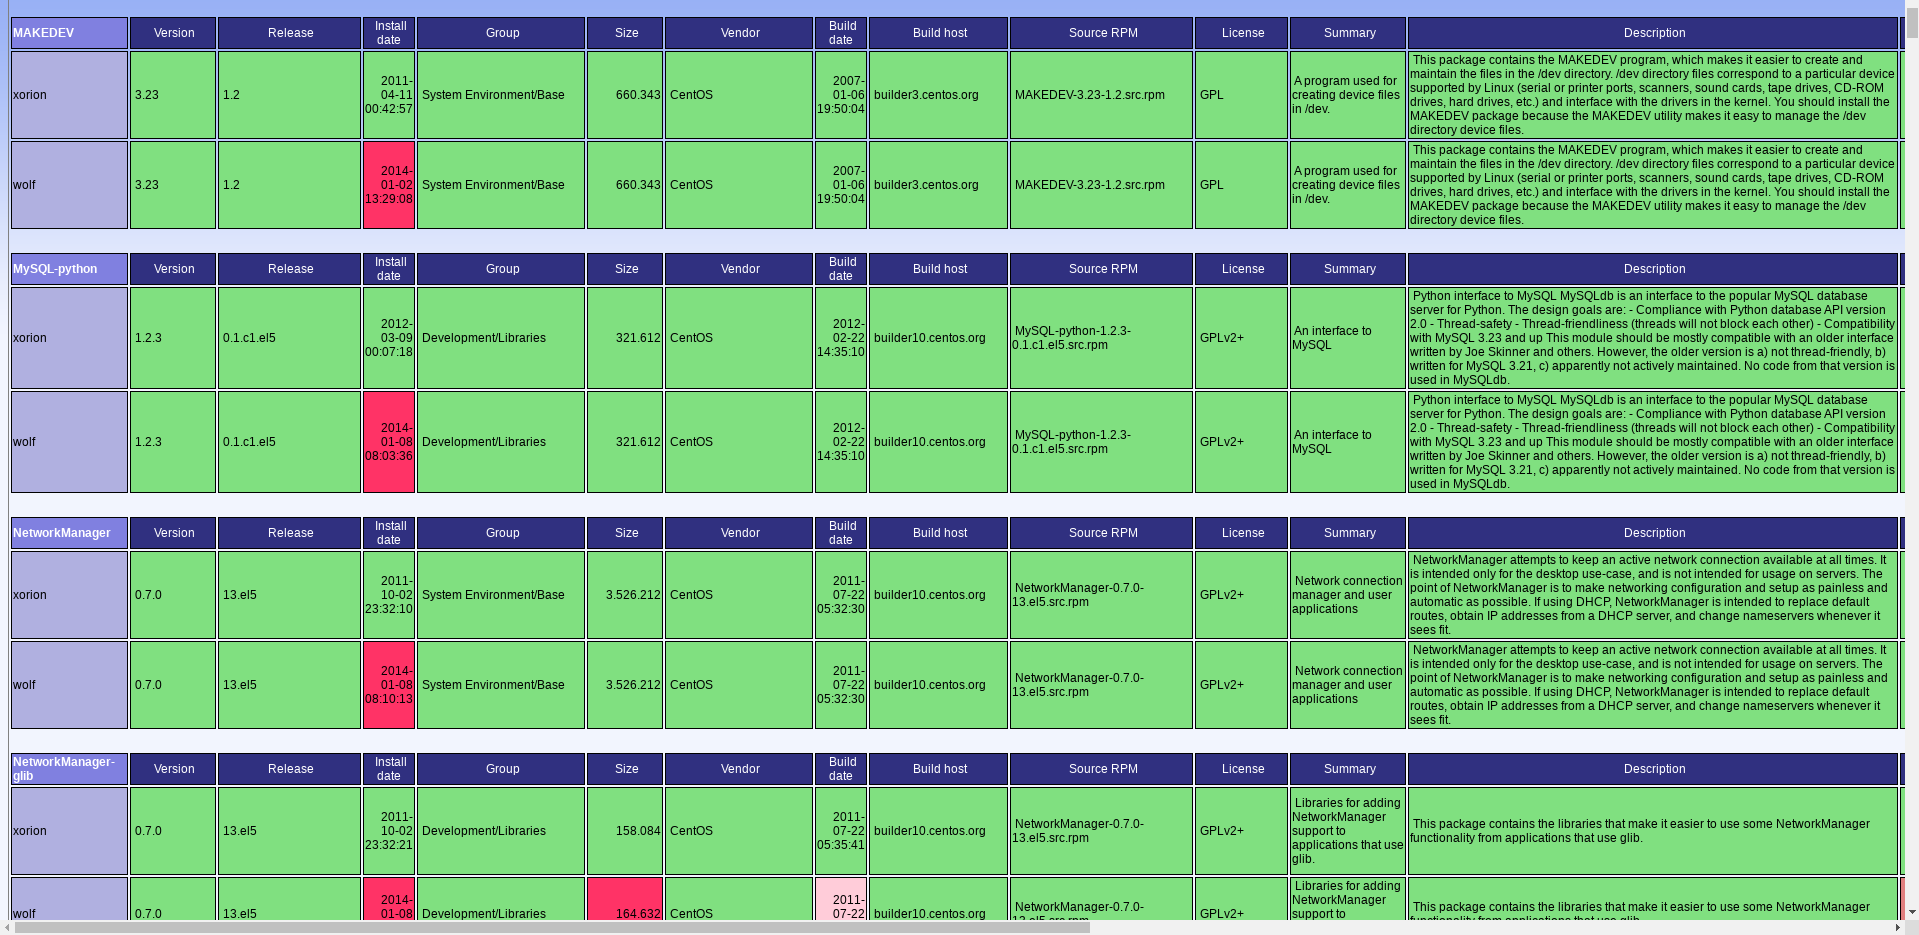 MAKEDEV Version Release Install date Group Size Vendor Build date Build host Source RPM License Summary Description
xorion 3.23 1.2 2011-04-11 00:42:57 System Environment/Base 660.343 CentOS 2007-01-06 19:50:04 builder3.centos.org MAKEDEV-3.23-1.2.src.rpm GPL A program used for creating device files in /dev. This package contains the MAKEDEV program, which makes it easier to create and maintain the files in the /dev directory. /dev directory files correspond to a particular device supported by Linux (serial or printer ports, scanners, sound cards, tape drives, CD-ROM drives, hard drives, etc.) and interface with the drivers in the kernel. You should install the MAKEDEV package because the MAKEDEV utility makes it easy to manage the /dev directory device files.
wolf 3.23 1.2 2014-01-02 13:29:08 System Environment/Base 660.343 CentOS 2007-01-06 19:50:04 builder3.centos.org MAKEDEV-3.23-1.2.src.rpm GPL A program used for creating device files in /dev. This package contains the MAKEDEV program, which makes it easier to create and maintain the files in the /dev directory. /dev directory files correspond to a particular device supported by Linux (serial or printer ports, scanners, sound cards, tape drives, CD-ROM drives, hard drives, etc.) and interface with the drivers in the kernel. You should install the MAKEDEV package because the MAKEDEV utility makes it easy to manage the /dev directory device files.
MySQL-python Version Release Install date Group Size Vendor Build date Build host Source RPM License Summary Description
xorion 1.2.3 0.1.c1.el5 2012-03-09 00:07:18 Development/Libraries 321.612 CentOS 2012-02-22 14:35:10 builder10.centos.org MySQL-python-1.2.3-0.1.c1.el5.src.rpm GPLv2+ An interface to MySQL Python interface to MySQL MySQLdb is an interface to the popular MySQL database server for Python. The design goals are: - Compliance with Python database API version 2.0 - Thread-safety - Thread-friendliness (threads will not block each other) - Compatibility with MySQL 3.23 and up This module should be mostly compatible with an older interface written by Joe Skinner and others. However, the older version is a) not thread-friendly, b) written for MySQL 3.21, c) apparently not actively maintained. No code from that version is used in MySQLdb.
wolf 1.2.3 0.1.c1.el5 2014-01-08 08:03:36 Development/Libraries 321.612 CentOS 2012-02-22 14:35:10 builder10.centos.org MySQL-python-1.2.3-0.1.c1.el5.src.rpm GPLv2+ An interface to MySQL Python interface to MySQL MySQLdb is an interface to the popular MySQL database server for Python. The design goals are: - Compliance with Python database API version 2.0 - Thread-safety - Thread-friendliness (threads will not block each other) - Compatibility with MySQL 3.23 and up This module should be mostly compatible with an older interface written by Joe Skinner and others. However, the older version is a) not thread-friendly, b) written for MySQL 3.21, c) apparently not actively maintained. No code from that version is used in MySQLdb.
NetworkManager Version Release Install date Group Size Vendor Build date Build host Source RPM License Summary Description
xorion 0.7.0 13.el5 2011-10-02 23:32:10 System Environment/Base 3.526.212 CentOS 2011-07-22 05:32:30 builder10.centos.org NetworkManager-0.7.0-13.el5.src.rpm GPLv2+ Network connection manager and user applications NetworkManager attempts to keep an active network connection available at all times. It is intended only for the desktop use-case, and is not intended for usage on servers. The point of NetworkManager is to make networking configuration and setup as painless and automatic as possible. If using DHCP, NetworkManager is intended to replace default routes, obtain IP addresses from a DHCP server, and change nameservers whenever it sees fit.
wolf 0.7.0 13.el5 2014-01-08 08:10:13 System Environment/Base 3.526.212 CentOS 2011-07-22 05:32:30 builder10.centos.org NetworkManager-0.7.0-13.el5.src.rpm GPLv2+ Network connection manager and user applications NetworkManager attempts to keep an active network connection available at all times. It is intended only for the desktop use-case, and is not intended for usage on servers. The point of NetworkManager is to make networking configuration and setup as painless and automatic as possible. If using DHCP, NetworkManager is intended to replace default routes, obtain IP addresses from a DHCP server, and change nameservers whenever it sees fit.
NetworkManager-glib Version Release Install date Group Size Vendor Build date Build host Source RPM License Summary Description
xorion 0.7.0 13.el5 2011-10-02 23:32:21 Development/Libraries 158.084 CentOS 2011-07-22 05:35:41 builder10.centos.org NetworkManager-0.7.0-13.el5.src.rpm GPLv2+ Libraries for adding NetworkManager support to applications that use glib. This package contains the libraries that make it easier to use some NetworkManager functionality from applications that use glib.
wolf 0.7.0 13.el5 2014-01-08 Development/Libraries 164.632 CentOS 2011-07-22 builder10.centos.org NetworkManager-0.7.0- GPLv2+ Libraries for adding NetworkManager support to This package contains the libraries that make it easier to use some NetworkManager